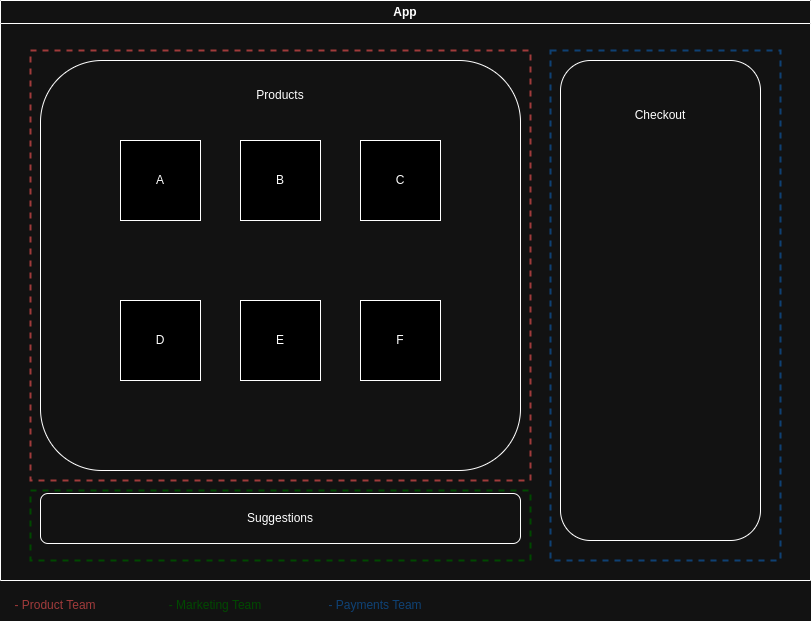 App
Products
Checkout
A
B
C
D
E
F
Suggestions
- Product Team
- Marketing Team
- Payments Team